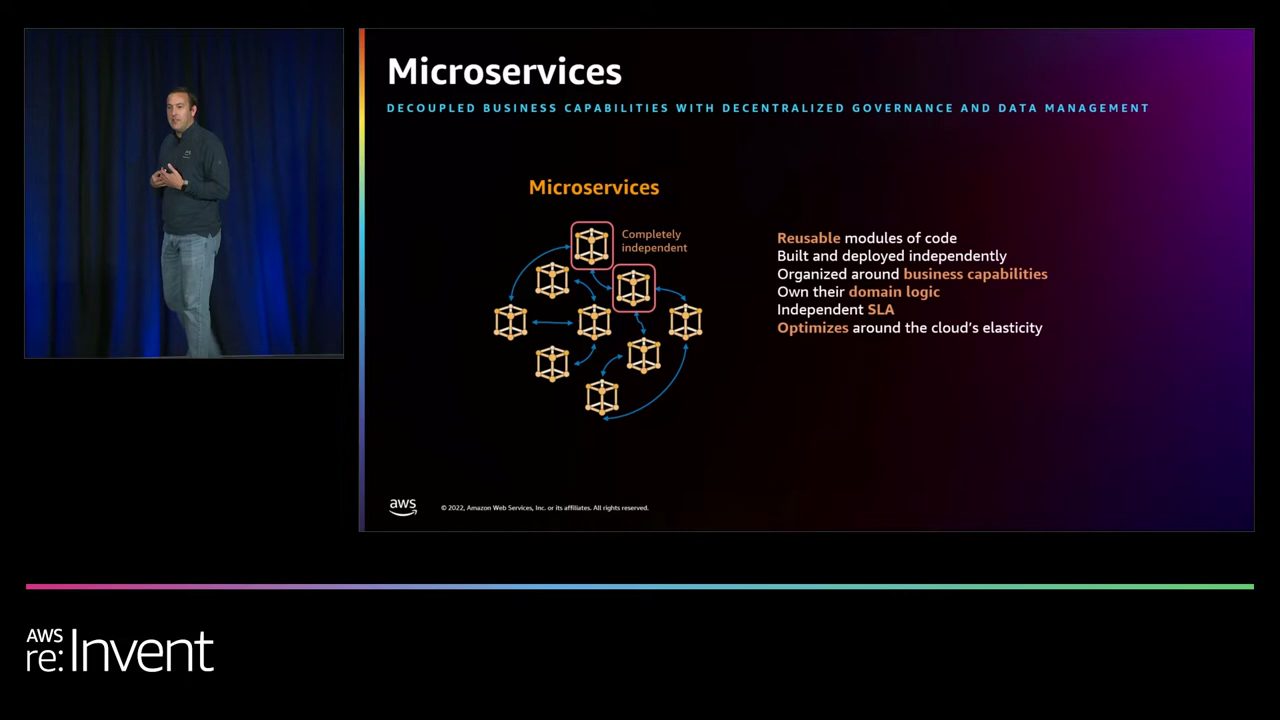 Microservices
DECOUPLED BUSINESS CAPABILITIES WITH DECENTRALIZED GOVERNANCE AND DATA MANAGEMENT
Microservices
Completely
independent
Reusable modules of code
Built and deployed independently
Organized around business capabilities
Own their domain logic
Independent SLA
Optimizes around the cloud’s elasticity
aws
© 2022, Amazon Web Services, Inc. or its affiliates. All rights reserved.
AWS
re:Invent